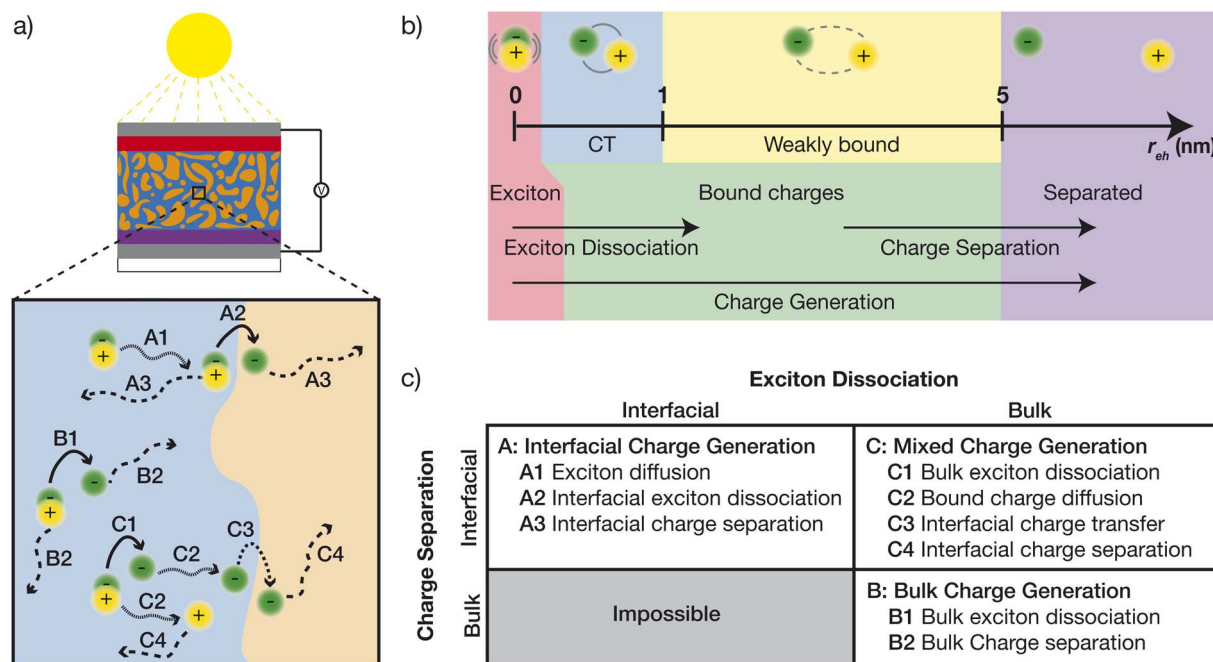 a)
V
A1
A2
A3
A3
B1
B2
B2
C1
C2
C3
C4
C2
C4
b)
0
1
5
CT
Weakly bound
r_eh (nm)
Exciton
Bound charges
Separated
Exciton Dissociation
Charge Separation
Charge Generation
c)
Exciton Dissociation
Interfacial
Bulk
Charge Separation
Interfacial
A: Interfacial Charge Generation
A1 Exciton diffusion
A2 Interfacial exciton dissociation
A3 Interfacial charge separation
C: Mixed Charge Generation
C1 Bulk exciton dissociation
C2 Bound charge diffusion
C3 Interfacial charge transfer
C4 Interfacial charge separation
Bulk
Impossible
B: Bulk Charge Generation
B1 Bulk exciton dissociation
B2 Bulk Charge separation